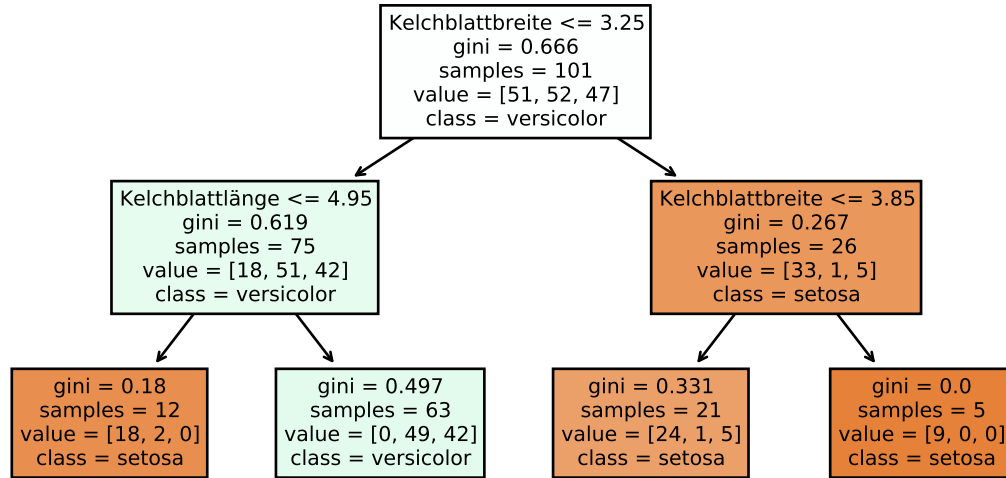 Kelchblattbreite <= 3.25
gini = 0.666
samples = 101
value = [51, 52, 47]
class = versicolor
Kelchblattlänge <= 4.95
gini = 0.619
samples = 75
value = [18, 51, 42]
class = versicolor
Kelchblattbreite <= 3.85
gini = 0.267
samples = 26
value = [33, 1, 5]
class = setosa
gini = 0.18
samples = 12
value = [18, 2, 0]
class = setosa
gini = 0.497
samples = 63
value = [0, 49, 42]
class = versicolor
gini = 0.331
samples = 21
value = [24, 1, 5]
class = setosa
gini = 0.0
samples = 5
value = [9, 0, 0]
class = setosa